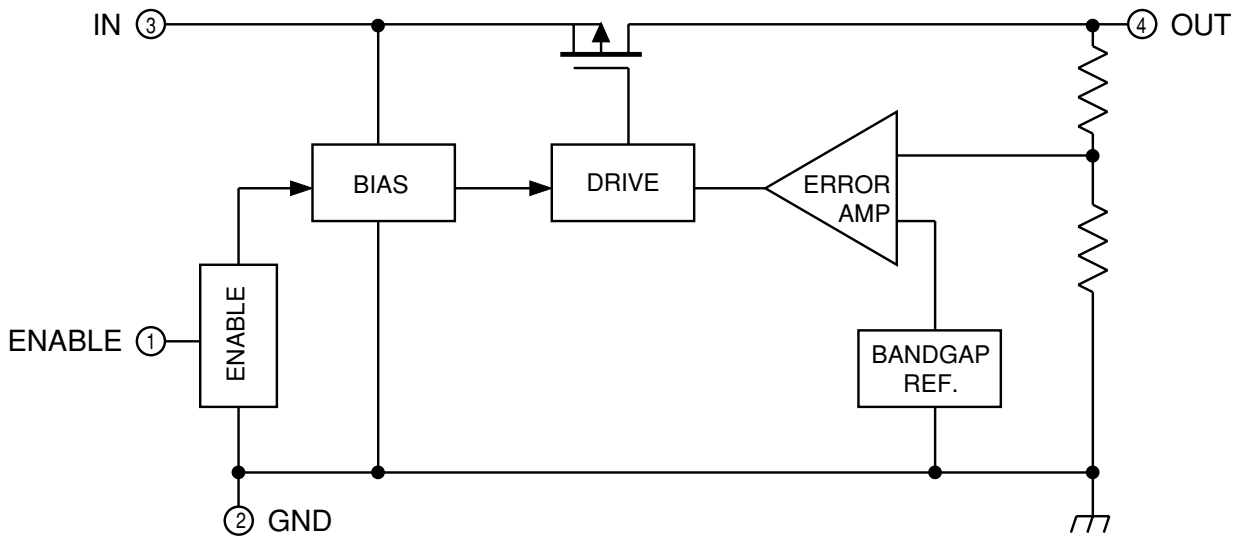 IN 3
4 OUT
BIAS
DRIVE
ERROR
AMP
ENABLE
ENABLE 1
BANDGAP
REF.
2 GND